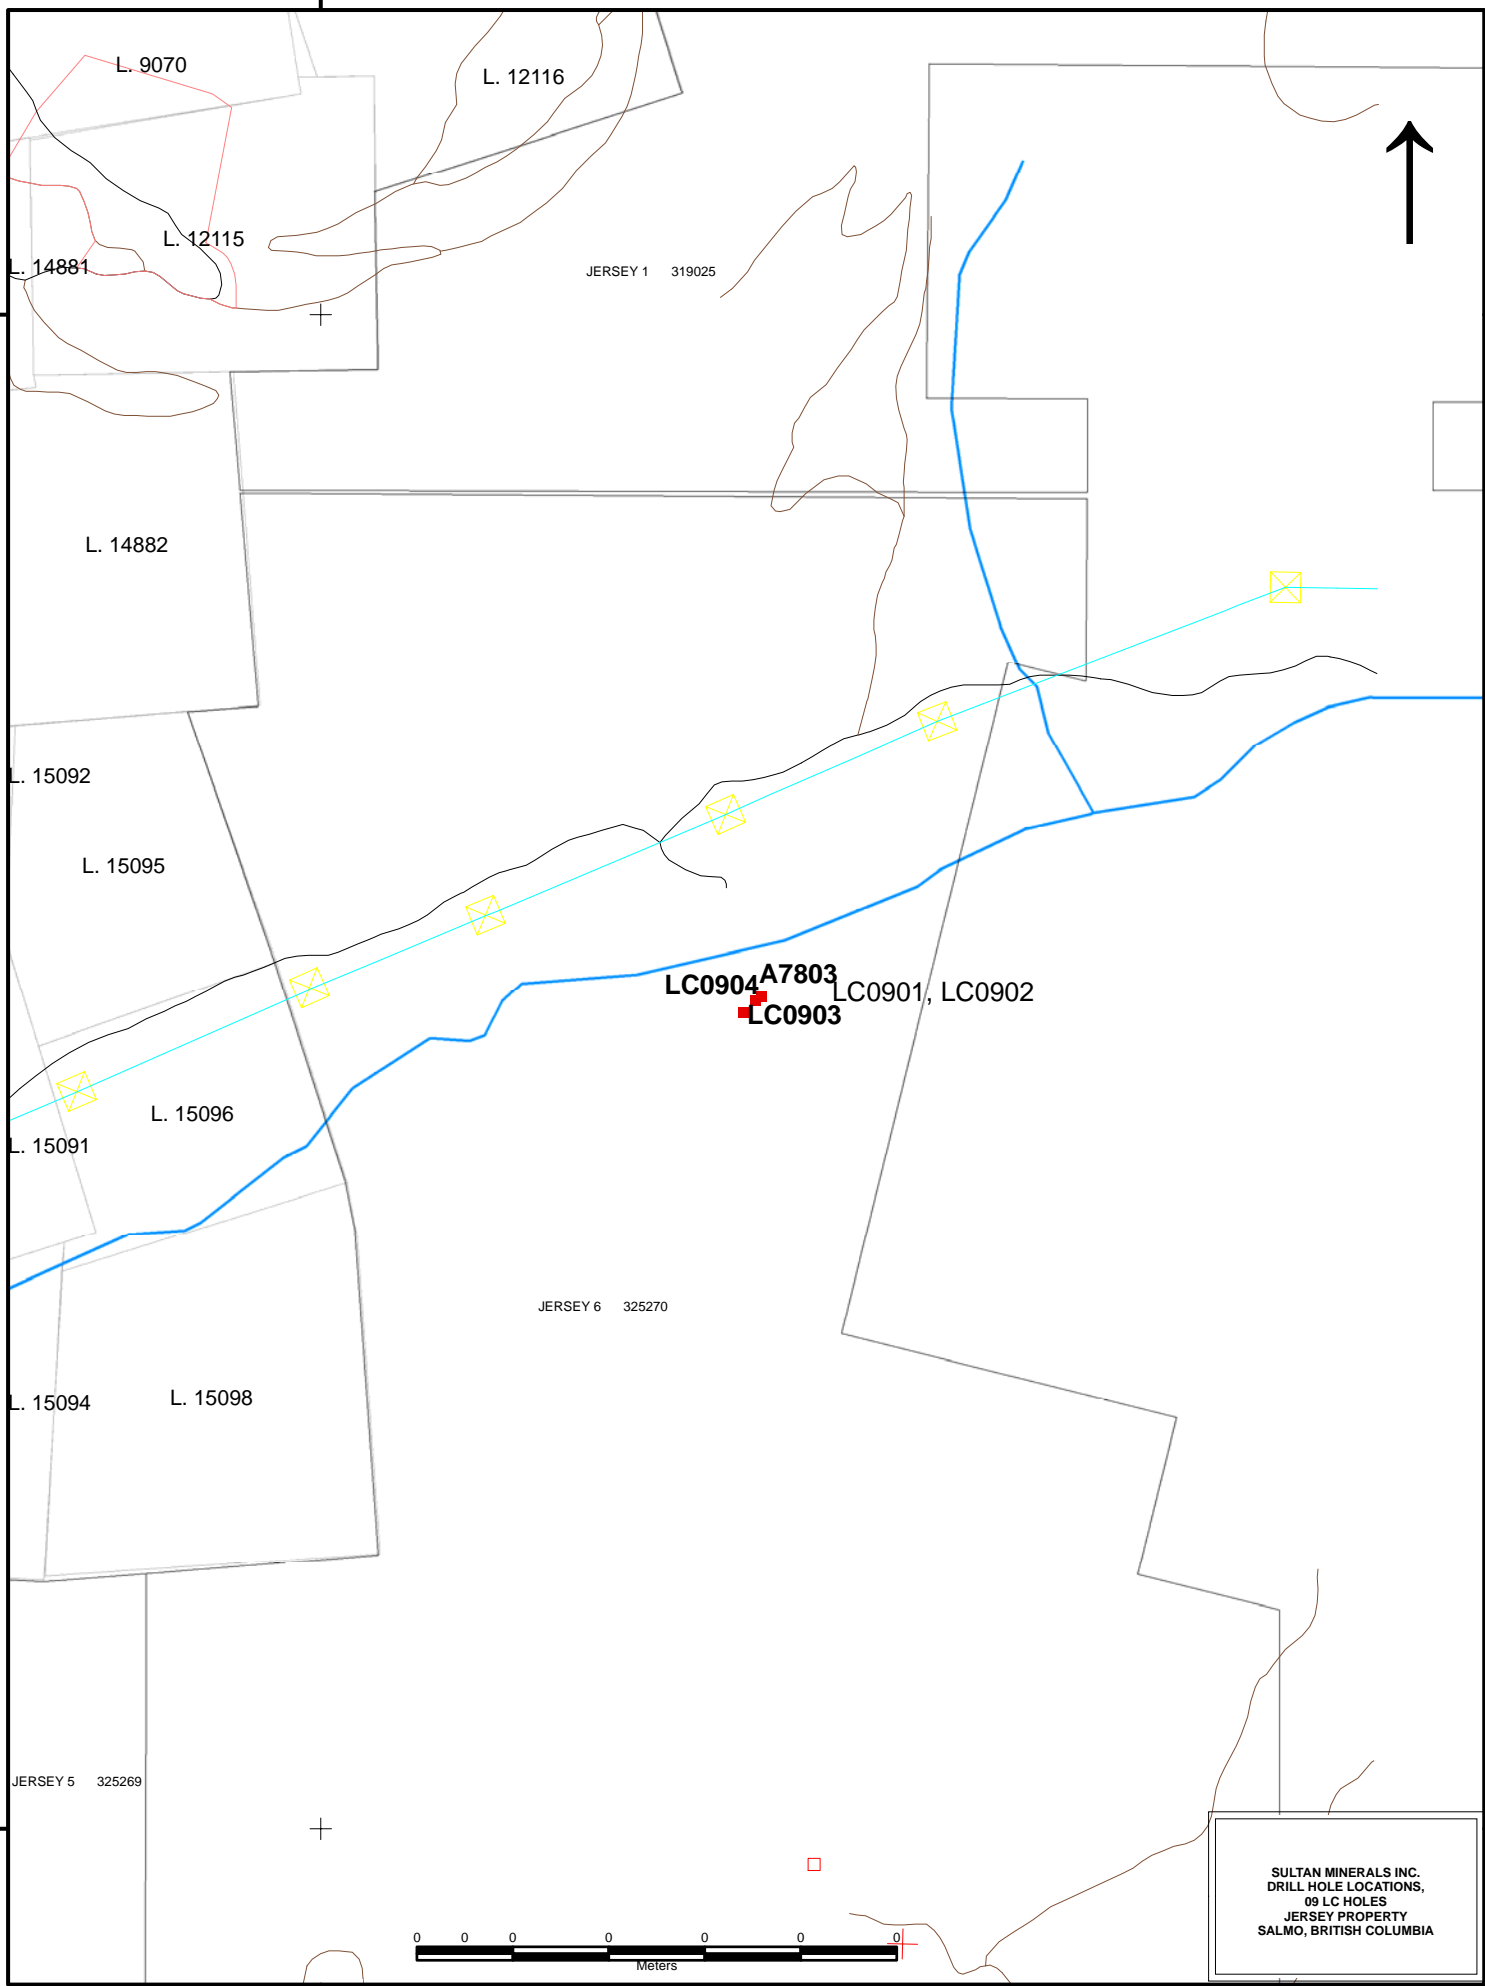 L. 9070
L. 12116
L. 12115
L. 14881
JERSEY 1 319025
L. 14882
L. 15092
L. 15095
LC0904 A7803
LC0901, LC0902
LC0903
L. 15096
L. 15091
JERSEY 6 325270
L. 15094
L. 15098
JERSEY 5 325269
0 0 0 0 0 0 0
Meters
SULTAN MINERALS INC.
DRILL HOLE LOCATIONS,
09 LC HOLES
JERSEY PROPERTY
SALMO, BRITISH COLUMBIA